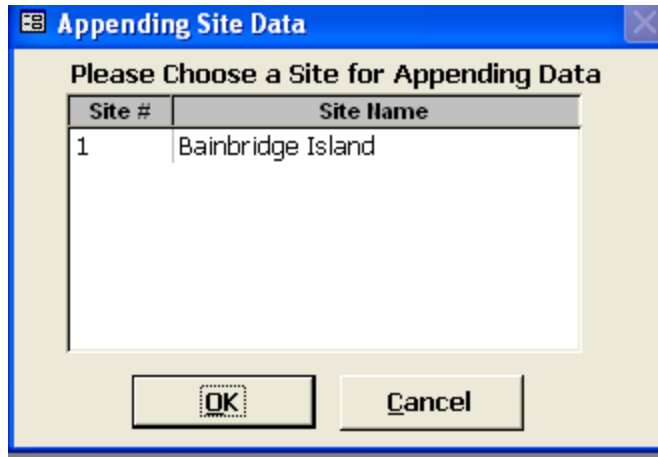 Appending Site Data
Please Choose a Site for Appending Data
Site # Site Name
1 Bainbridge Island
OK Cancel